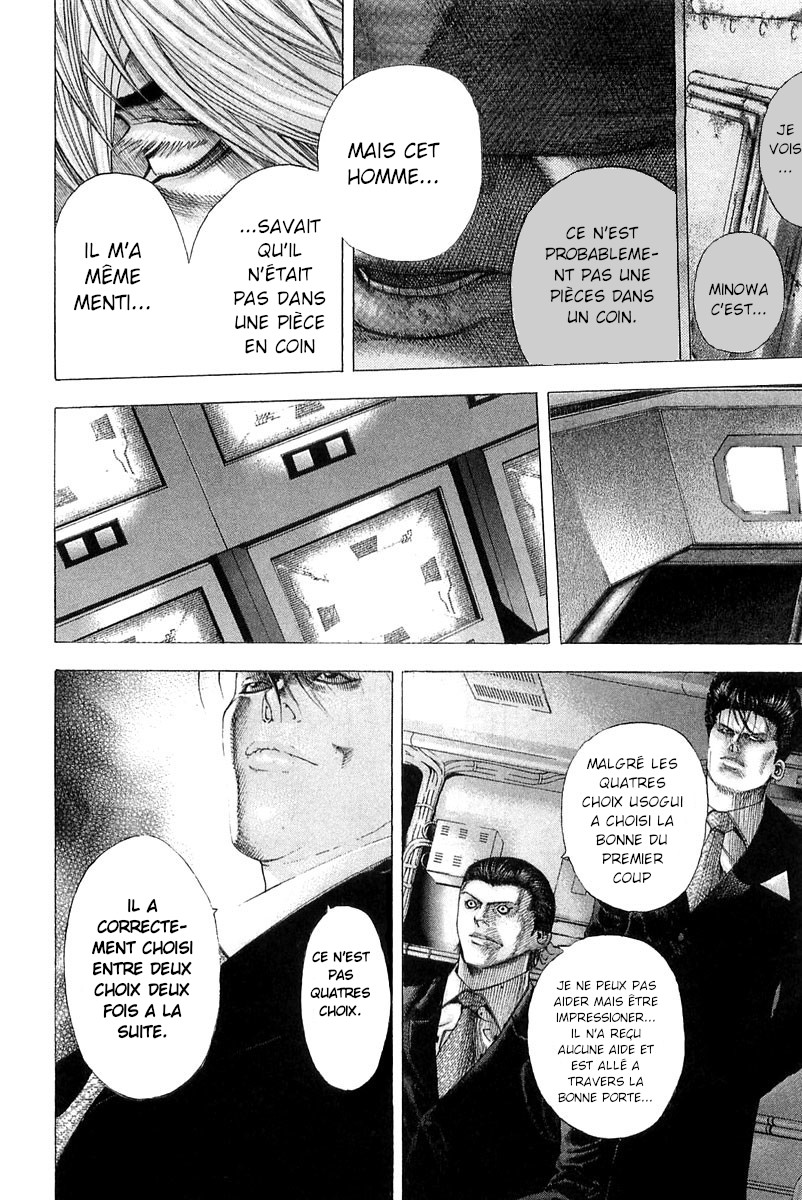 JE
VOIS
...
MINOWA
C'EST...
CE N'EST
PROBABLEME-
NT PAS UNE
PIÈCES DANS
UN COIN.
MAIS CET
HOMME...
...SAVAIT
QU'IL
N'ÉTAIT
PAS DANS
UNE PIÈCE
EN COIN
IL M'A
MÊME
MENTI...
MALGRÉ LES
QUATRES
CHOIX USOGUI
A CHOISI LA
BONNE DU
PREMIER
COUP
JE NE PEUX PAS
AIDER MAIS ÊTRE
IMPRESSIONER...
IL N'A REÇU
AUCUNE AIDE ET
EST ALLÉ A
TRAVERS LA
BONNE PORTE...
CE N'EST
PAS
QUATRES
CHOIX.
IL A
CORRECTE-
MENT CHOISI
ENTRE DEUX
CHOIX DEUX
FOIS A LA
SUITE.